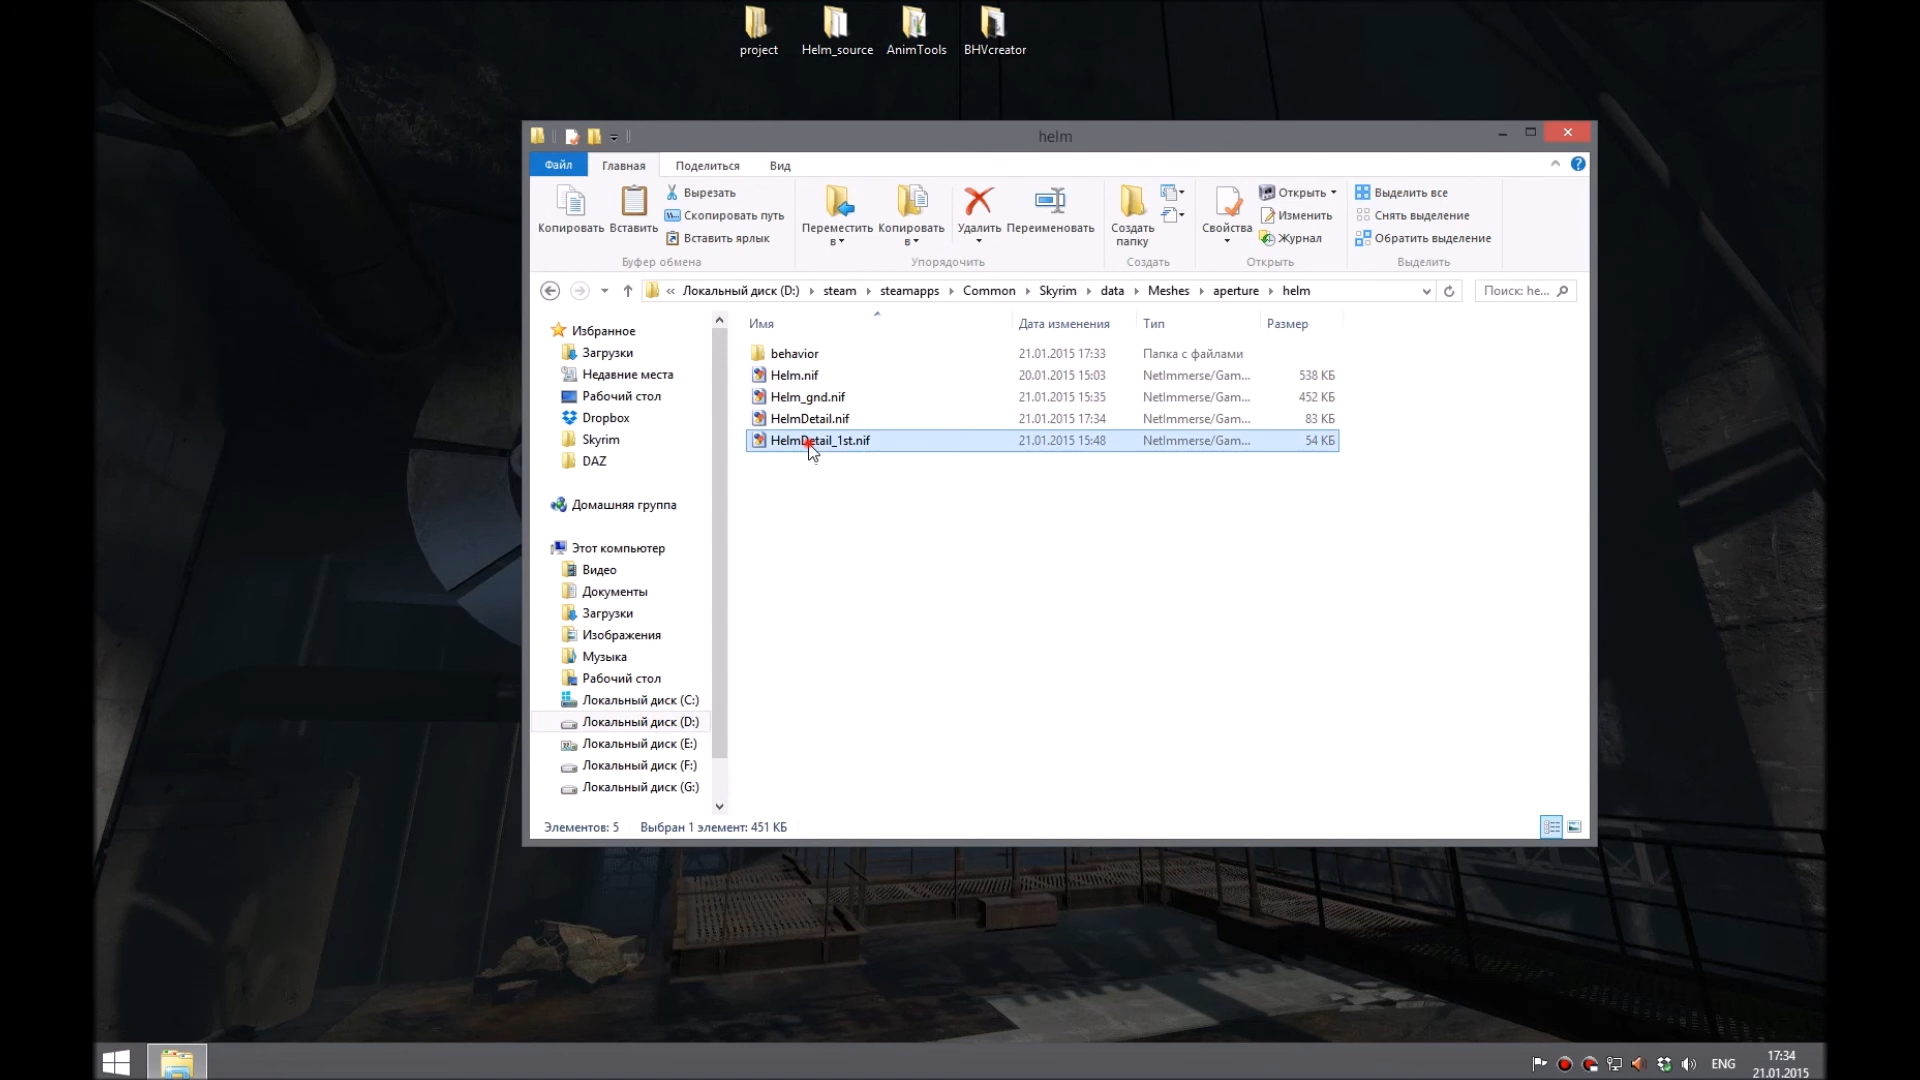 project
Helm_source
AnimTools
BHVcreator
helm
Файл
Главная
Поделиться
Вид
Копировать
Вставить
Вырезать
Скопировать путь
Вставить ярлык
Буфер обмена
Переместить в
Копировать в
Удалить
Переименовать
Упорядочить
Создать папку
Создать
Свойства
Открыть
Изменить
Журнал
Открыть
Выделить все
Снять выделение
Обратить выделение
Выделить
« Локальный диск (D:) steam steamapps Common Skyrim data Meshes aperture helm
Поиск: he...
Избранное
Загрузки
Недавние места
Рабочий стол
Dropbox
Skyrim
DAZ
Домашняя группа
Этот компьютер
Видео
Документы
Загрузки
Изображения
Музыка
Рабочий стол
Локальный диск (C:)
Локальный диск (D:)
Локальный диск (E:)
Локальный диск (F:)
Локальный диск (G:)
Имя Дата изменения Тип Размер
behavior 21.01.2015 17:33 Папка с файлами
Helm.nif 20.01.2015 15:03 NetImmerse/Gam... 538 КБ
Helm_gnd.nif 21.01.2015 15:35 NetImmerse/Gam... 452 КБ
HelmDetail.nif 21.01.2015 17:34 NetImmerse/Gam... 83 КБ
HelmDetail_1st.nif 21.01.2015 15:48 NetImmerse/Gam... 54 КБ
Элементов: 5 Выбран 1 элемент: 451 КБ
ENG
17:34
21.01.2015